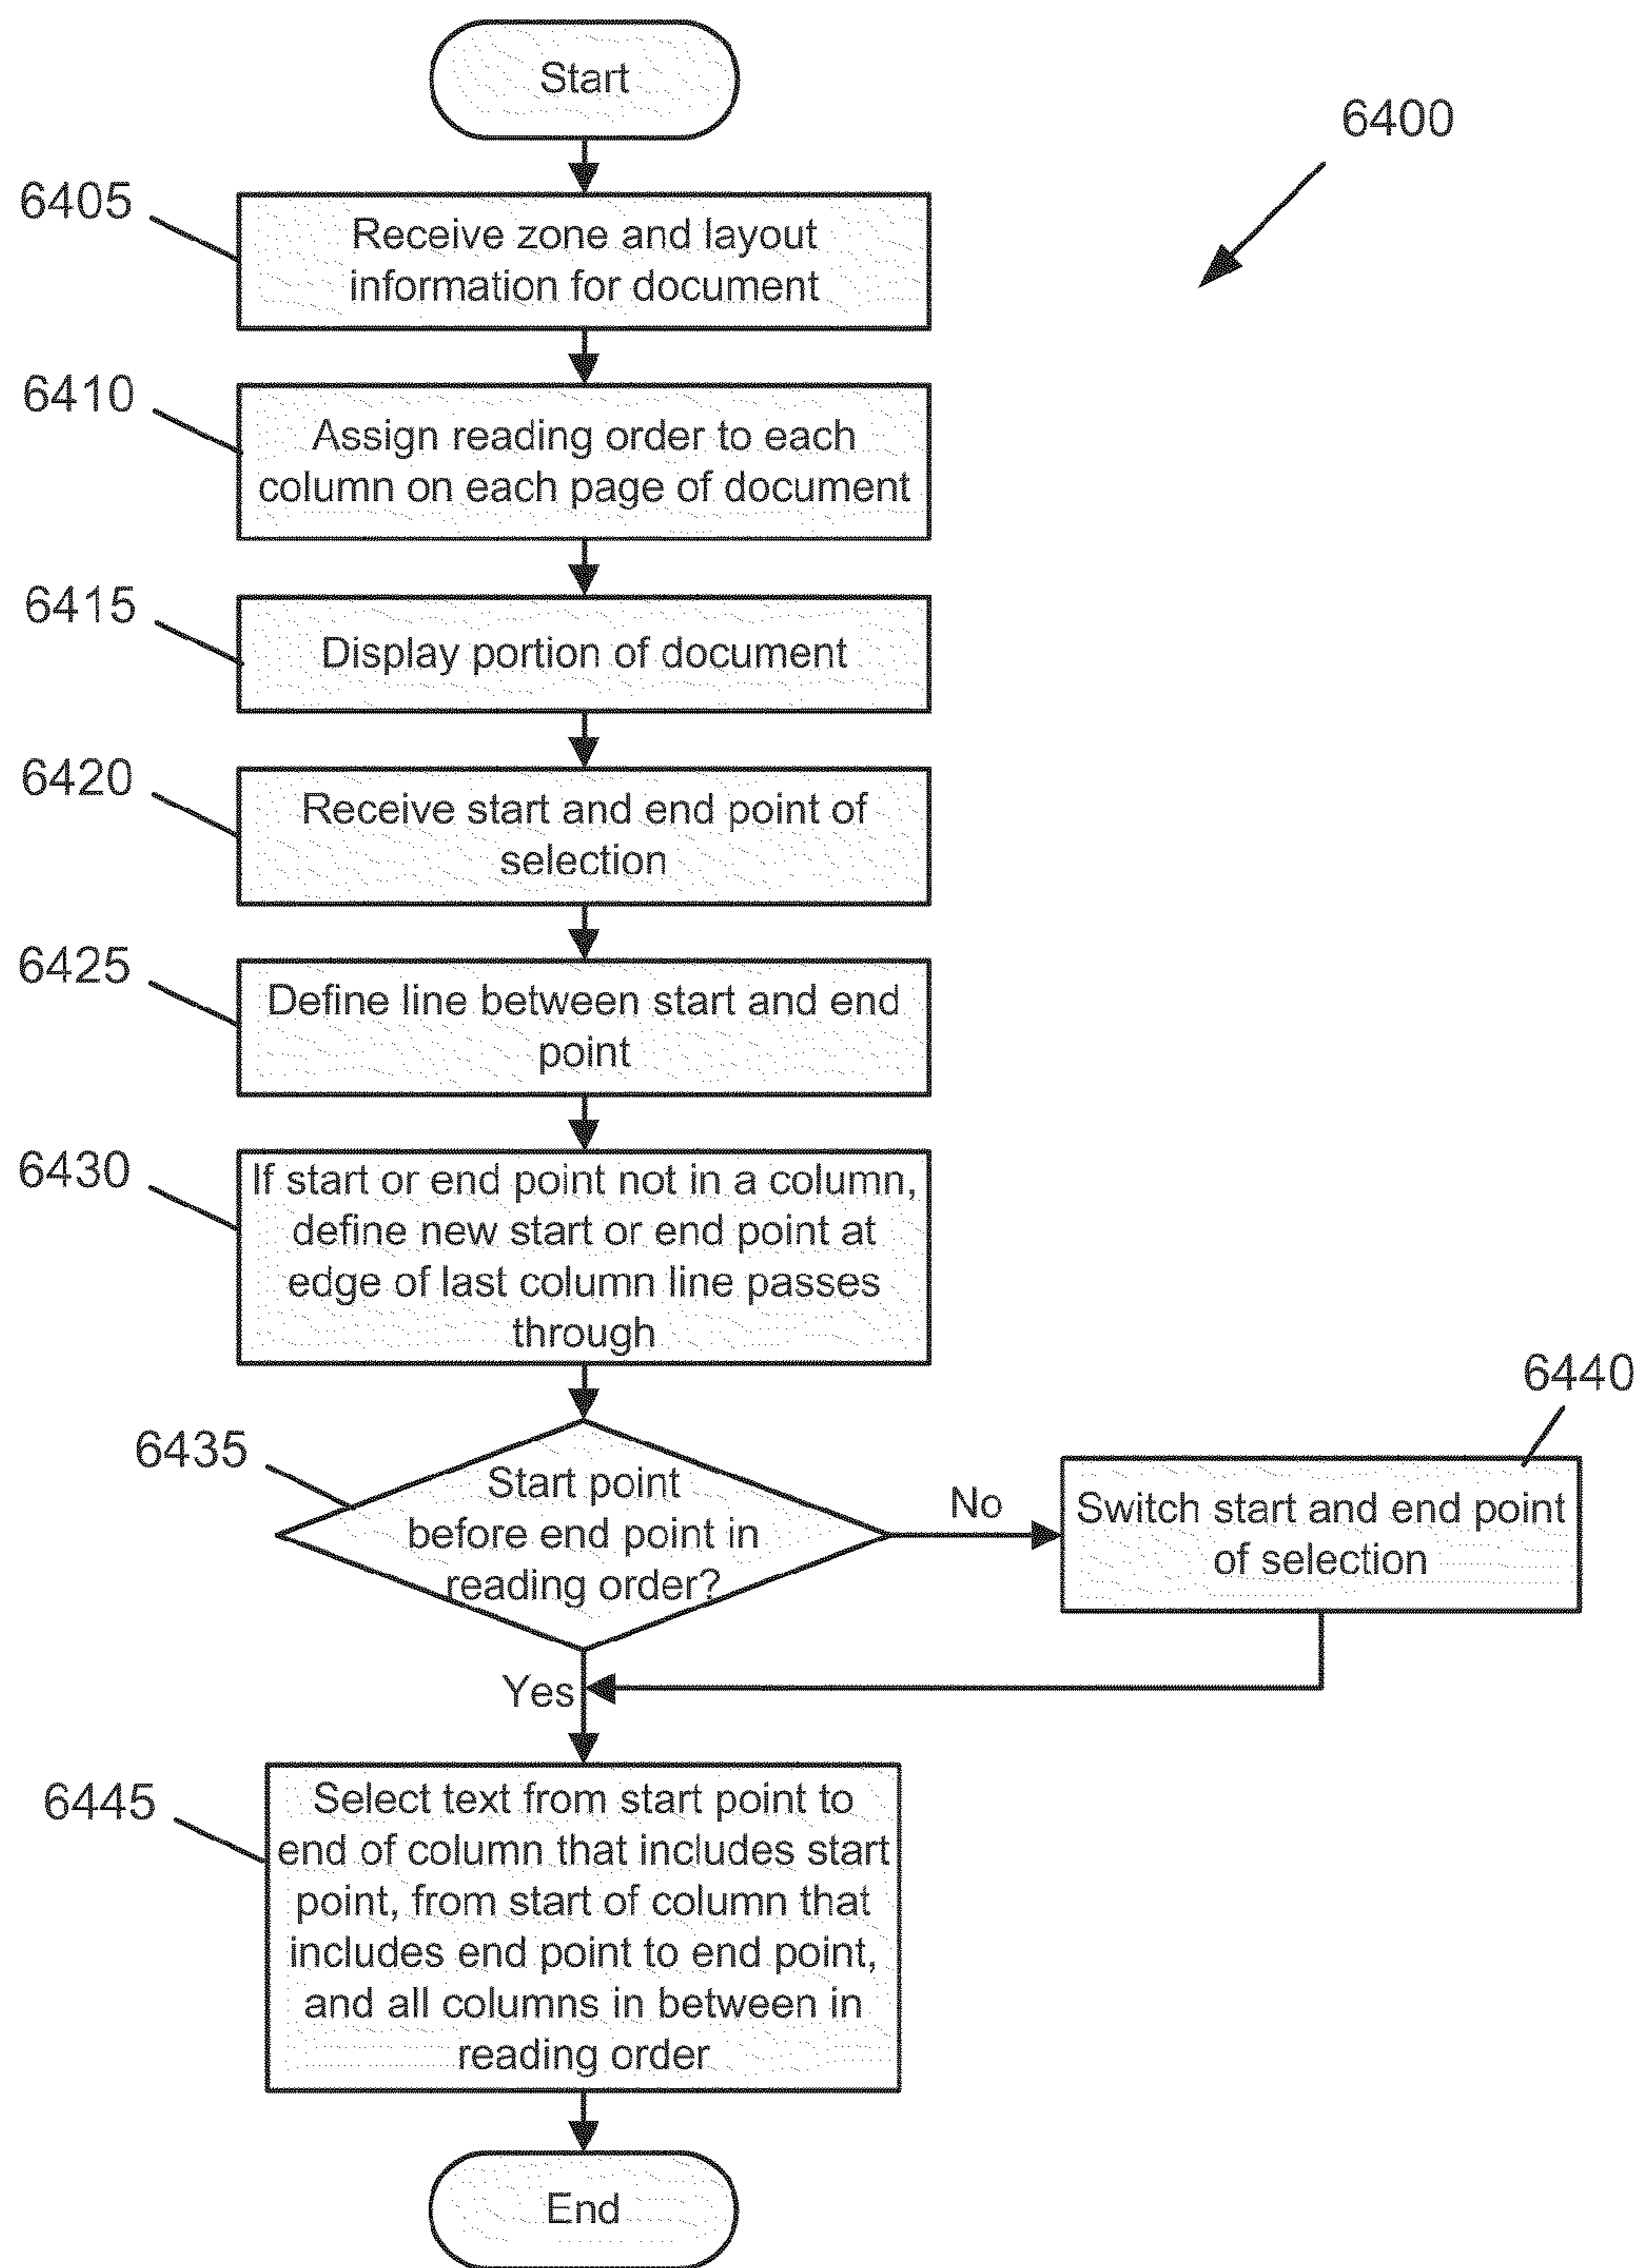 Start
6400
6405
Receive zone and layout
information for document
6410
Assign reading order to each
column on each page of document
6415
Display portion of document
6420
Receive start and end point of
selection
6425
Define line between start and end
point
6430
If start or end point not in a column,
define new start or end point at
edge of last column line passes
through
6435
Start point
before end point in
reading order?
No
6440
Switch start and end point
of selection
Yes
6445
Select text from start point to
end of column that includes start
point, from start of column that
includes end point to end point,
and all columns in between in
reading order
End